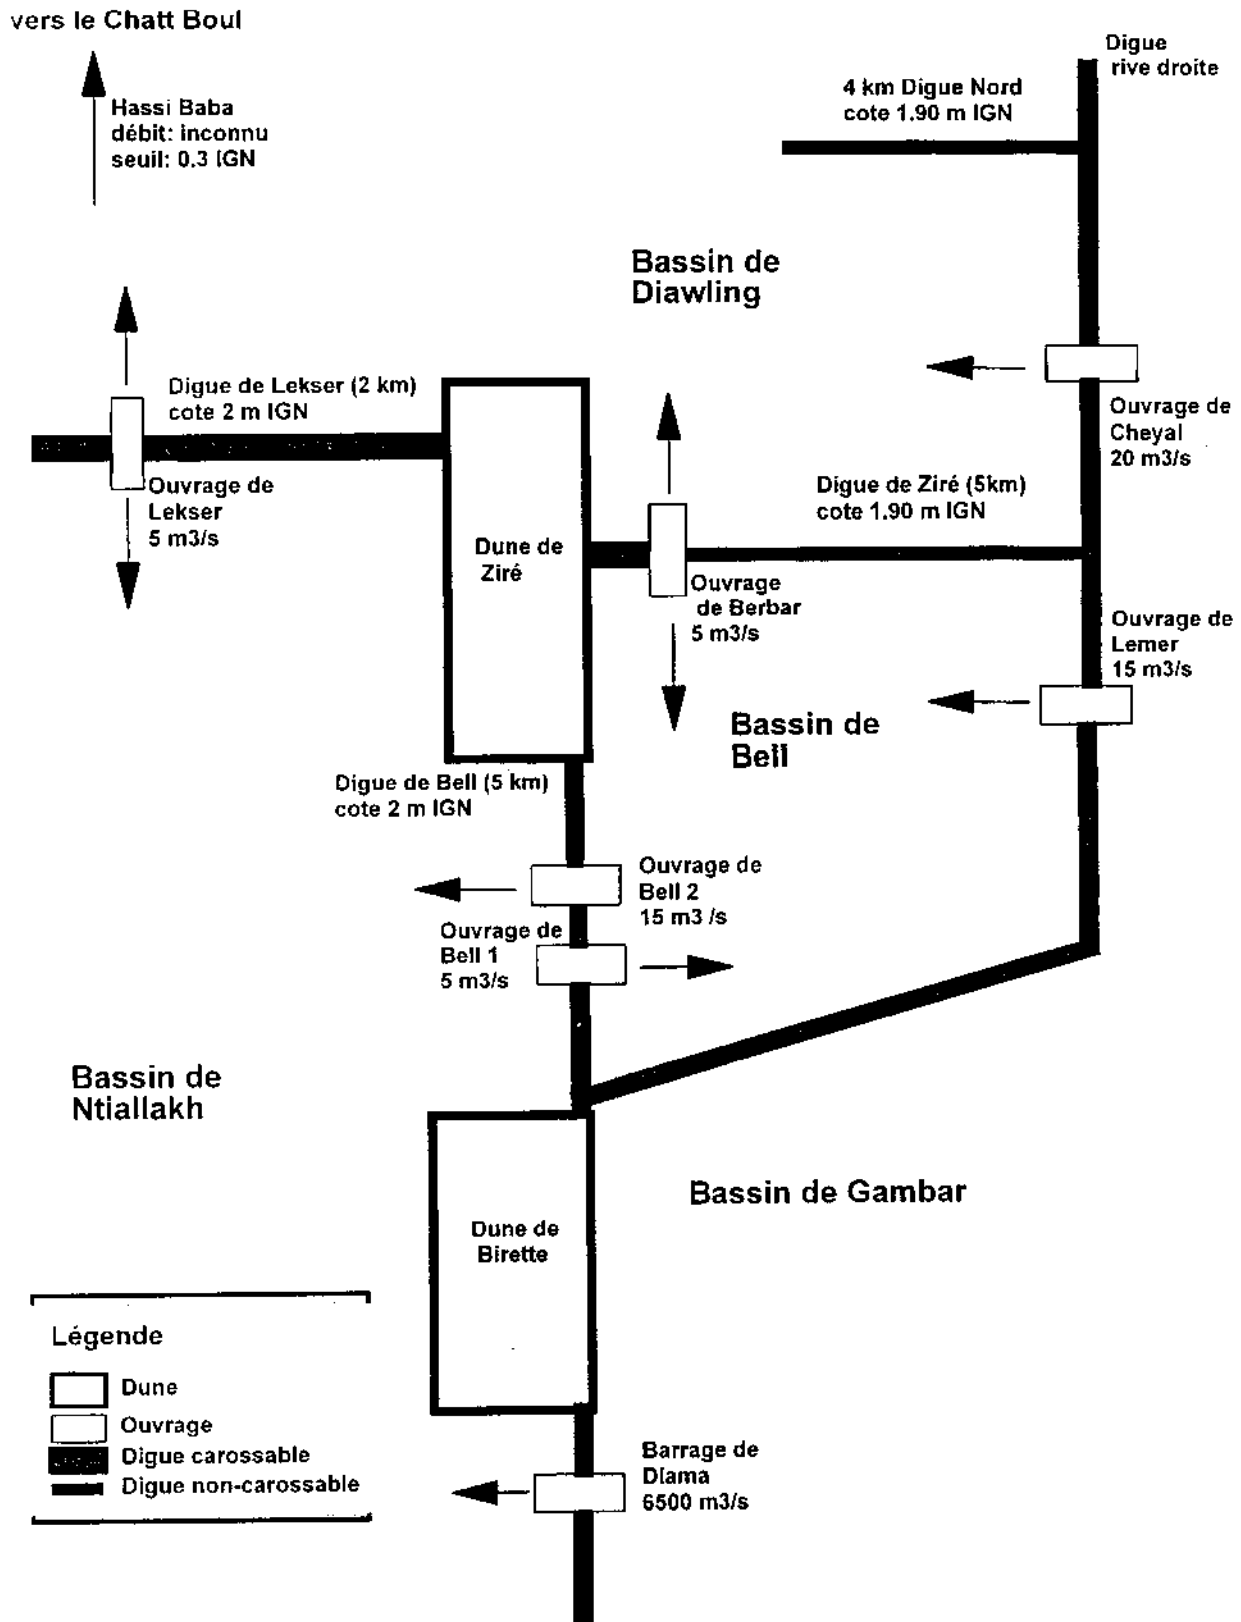 vers le Chatt Boul
Hassi Baba
débit: inconnu
seuil: 0.3 IGN
Digue
rive droite
4 km Digue Nord
cote 1.90 m IGN
Bassin de
Diawling
Digue de Lekser (2 km)
cote 2 m IGN
Ouvrage de
Lekser
5 m3/s
Ouvrage de
Cheyal
20 m3/s
Digue de Ziré (5km)
cote 1.90 m IGN
Dune de
Ziré
Ouvrage
de Berbar
5 m3/s
Ouvrage de
Lemer
15 m3/s
Bassin de
Bell
Digue de Bell (5 km)
cote 2 m IGN
Ouvrage de
Bell 2
15 m3 /s
Ouvrage de
Bell 1
5 m3/s
Bassin de
Ntiallakh
Bassin de Gambar
Dune de
Birette
Légende
Dune
Ouvrage
Digue carossable
Digue non-carossable
Barrage de
Diama
6500 m3/s